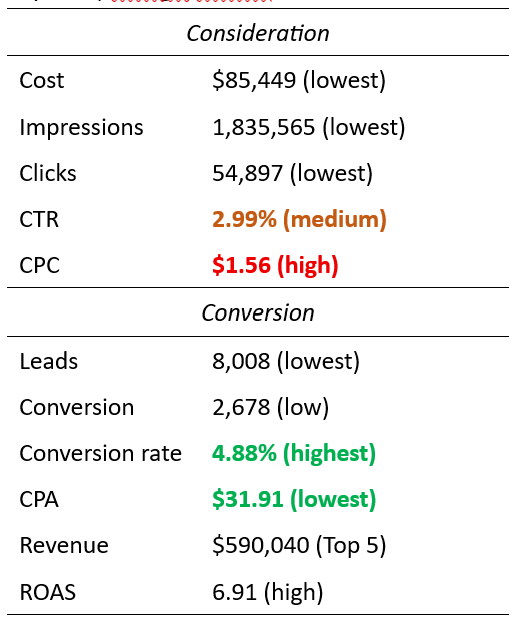 Consideration
Cost $85,449 (lowest)
Impressions 1,835,565 (lowest)
Clicks 54,897 (lowest)
CTR 2.99% (medium)
CPC $1.56 (high)
Conversion
Leads 8,008 (lowest)
Conversion 2,678 (low)
Conversion rate 4.88% (highest)
CPA $31.91 (lowest)
Revenue $590,040 (Top 5)
ROAS 6.91 (high)